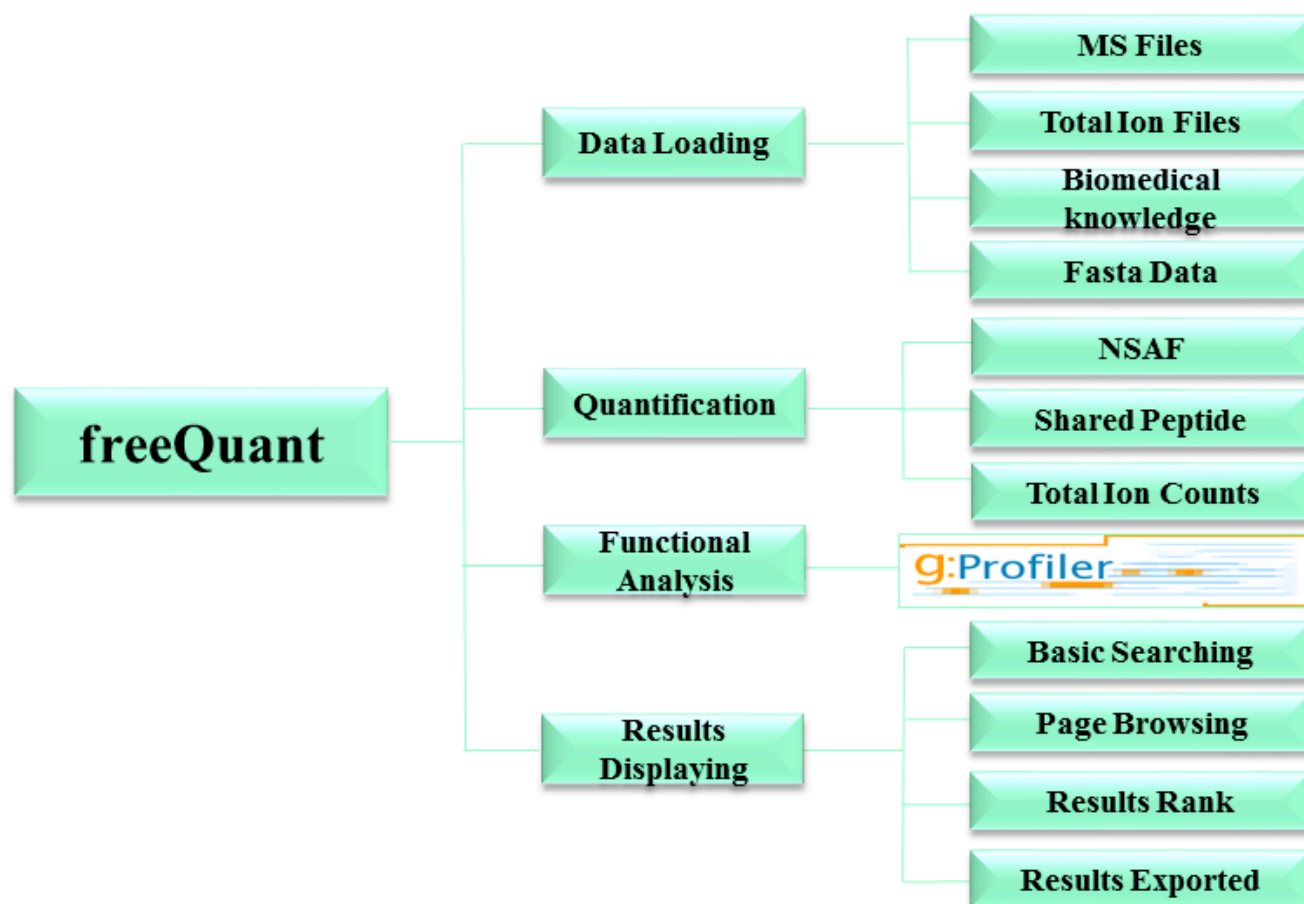 freeQuant
Data Loading
MS Files
Total Ion Files
Biomedical
knowledge
Fasta Data
Quantification
NSAF
Shared Peptide
Total Ion Counts
Functional
Analysis
g:Profiler
Results
Displaying
Basic Searching
Page Browsing
Results Rank
Results Exported